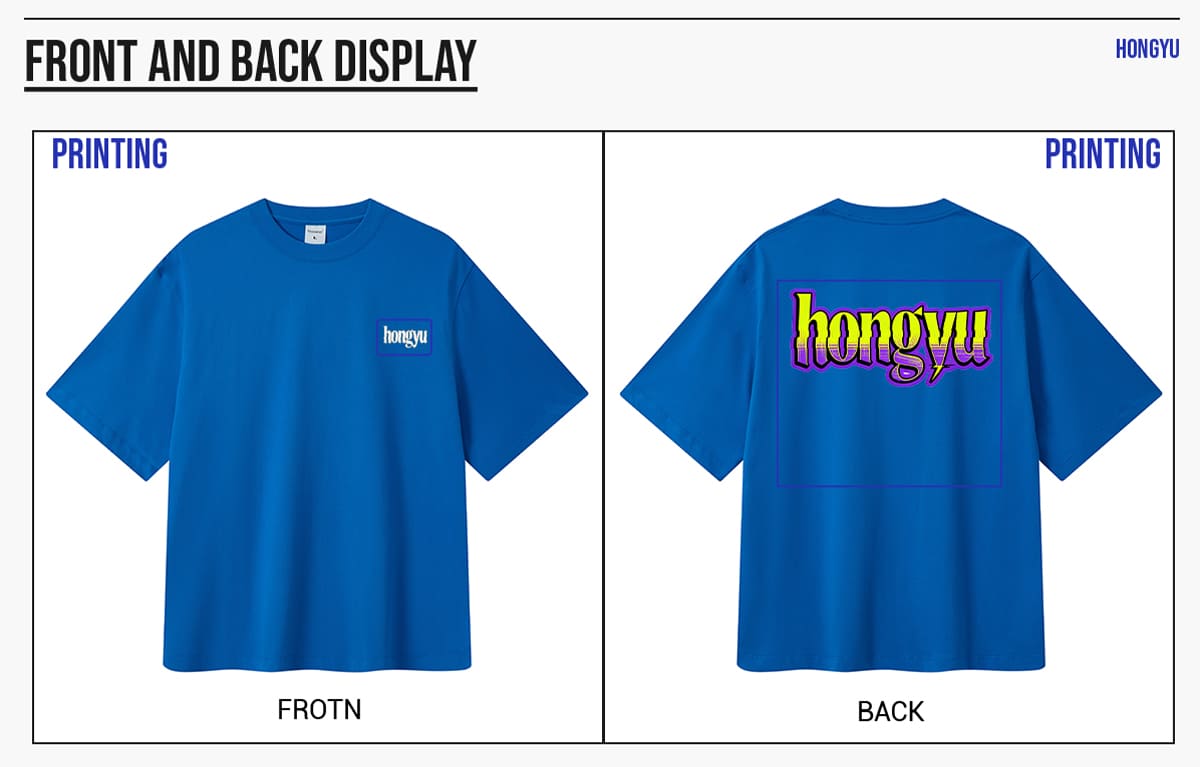 FRONT AND BACK DISPLAY
HONGYU
PRINTING
PRINTING
hongyu
hongyu
FROTN
BACK